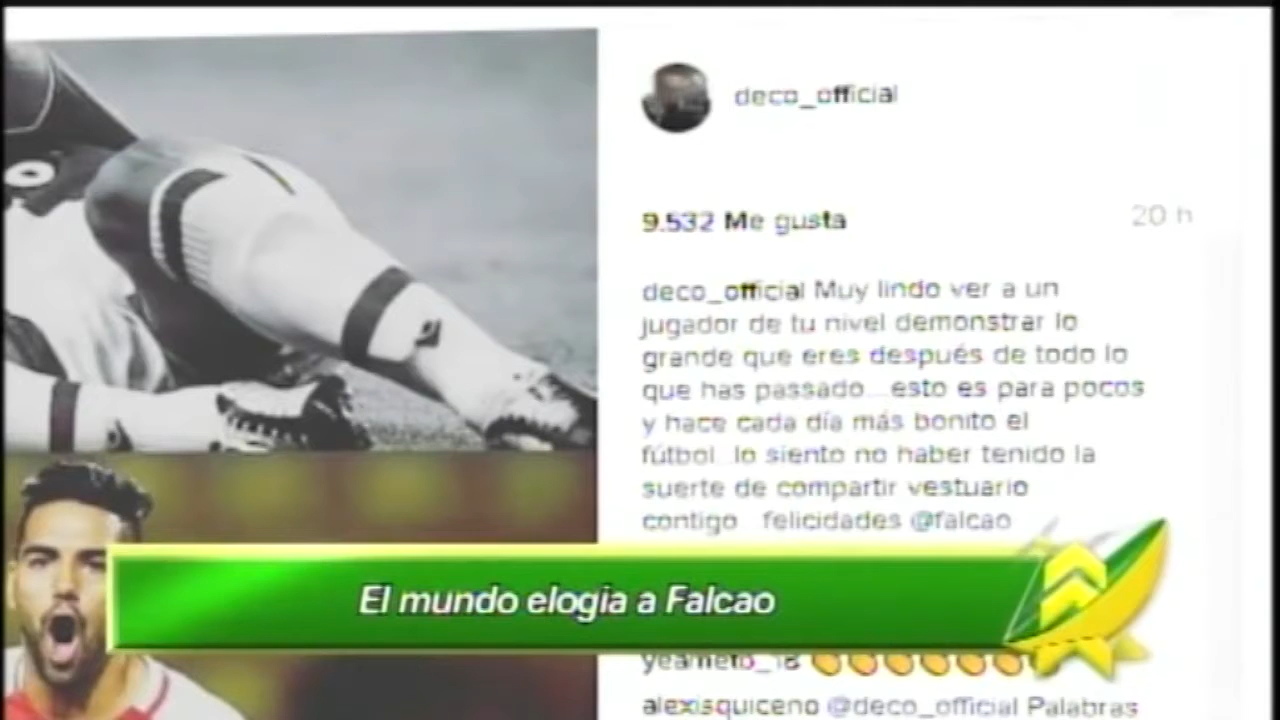 deco_official
9.532 Me gusta
20 h
deco_official Muy lindo ver a un
jugador de tu nivel demonstrar lo
grande que eres después de todo lo
que has passado...esto es para pocos
y hace cada día más bonito el
fútbol..lo siento no haber tenido la
suerte de compartir vestuario
contigo felicidades @falcao
El mundo elogia a Falcao
alexisquiceno @deco_official Palabras